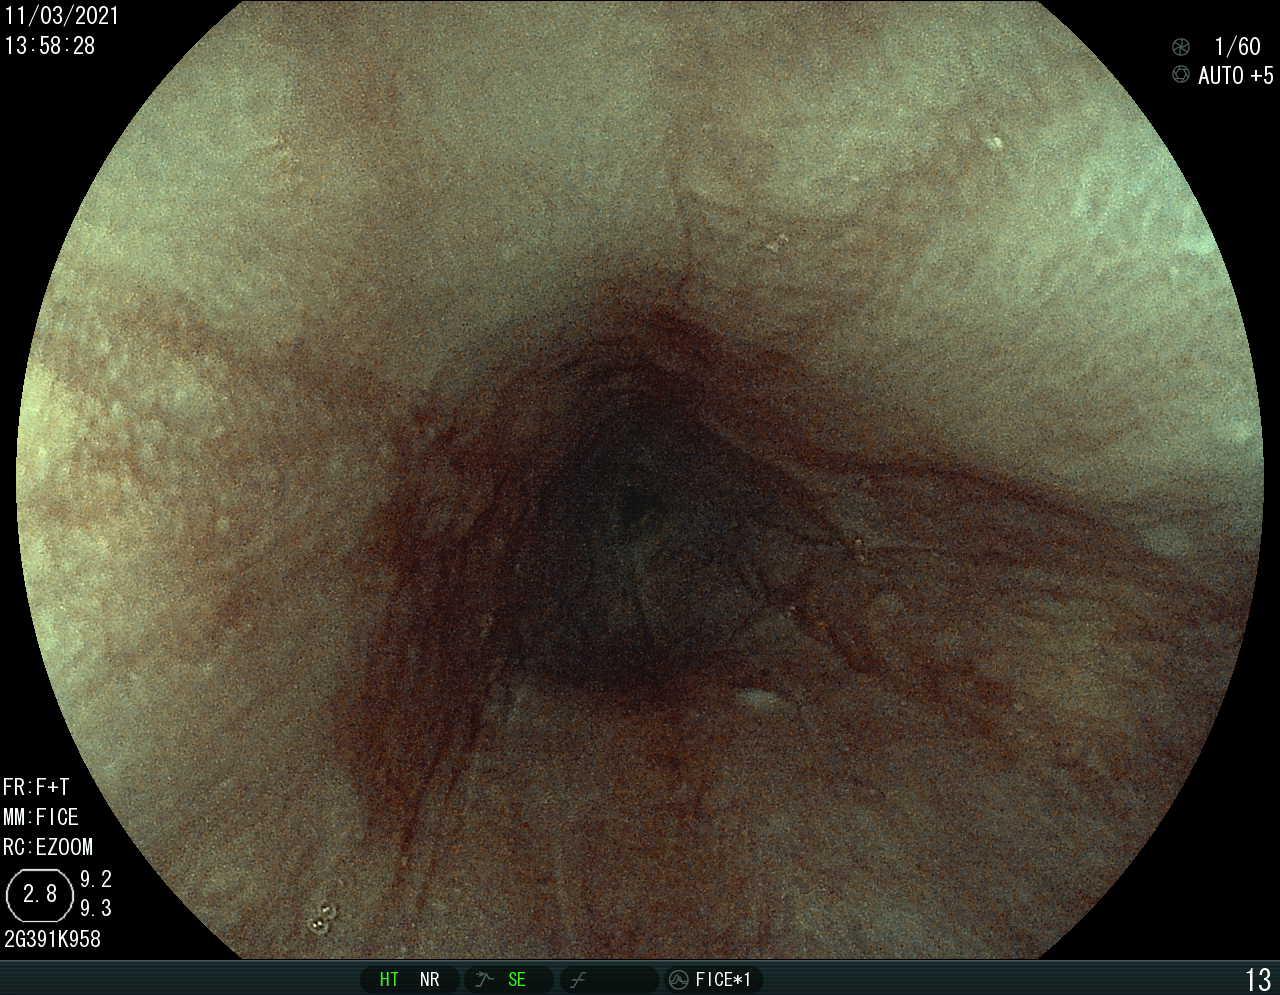 11/03/2021
13:58:28
1/60
AUTO +5
FR:F+T
MM:FICE
RC:EZOOM
2.8
9.2
9.3
2G391K958
HT NR SE FICE*1
13